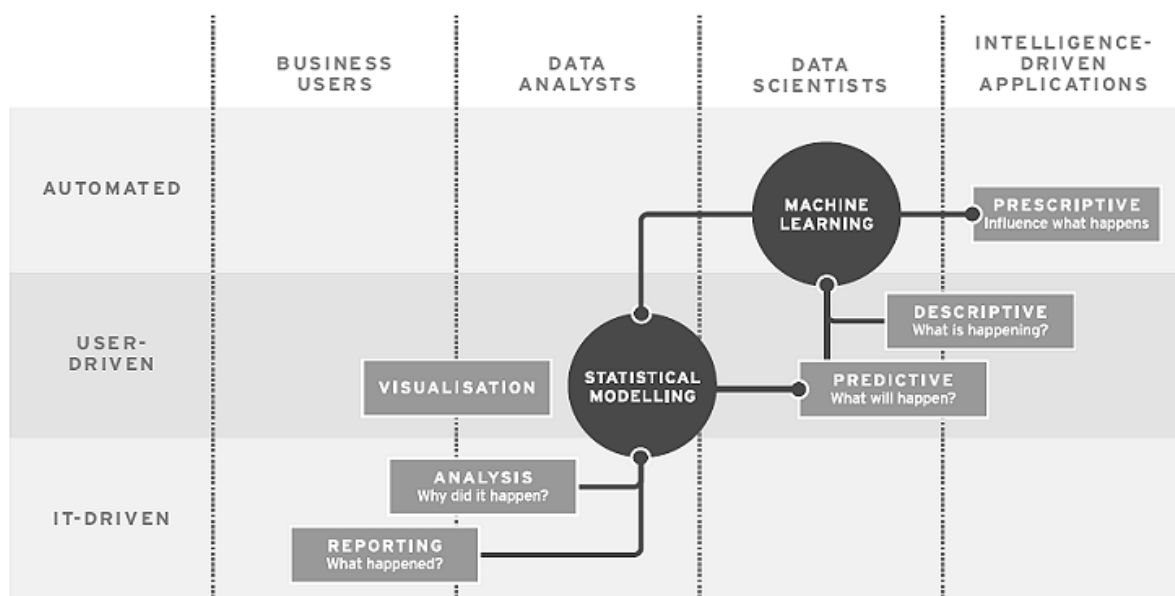 BUSINESS
USERS
DATA
ANALYSTS
DATA
SCIENTISTS
INTELLIGENCE-
DRIVEN
APPLICATIONS
AUTOMATED
MACHINE
LEARNING
PRESCRIPTIVE
Influence what happens
USER-
DRIVEN
VISUALISATION
STATISTICAL
MODELLING
DESCRIPTIVE
What is happening?
PREDICTIVE
What will happen?
IT-DRIVEN
ANALYSIS
Why did it happen?
REPORTING
What happened?